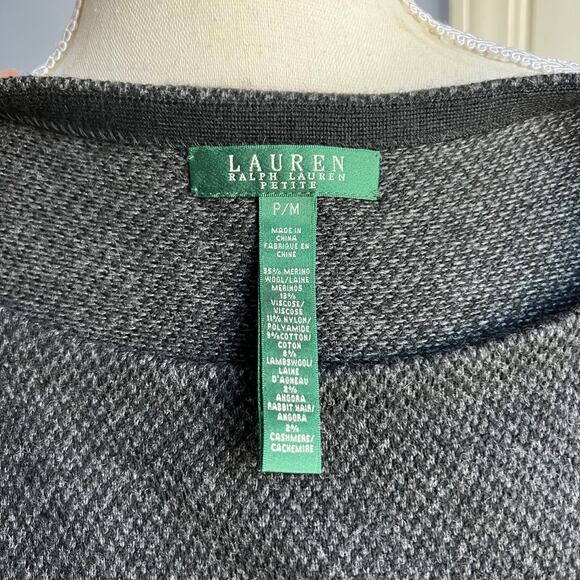 LAUREN
RALPH LAUREN
PETITE
P/M
MADE IN
CHINA
FABRIQUE EN
CHINE
55% MERINO
WOOL/LAINE
MERINOS
13%
VISCOSE/
VISCOSE
11% NYLON/
POLYAMIDE
9% COTTON/
COTON
8%
LAMBSWOOL/
LAINE
D'AGNEAU
2%
ANGORA
RABBIT HAIR/
ANGORA
2%
CASHMERE/
CACHEMIRE